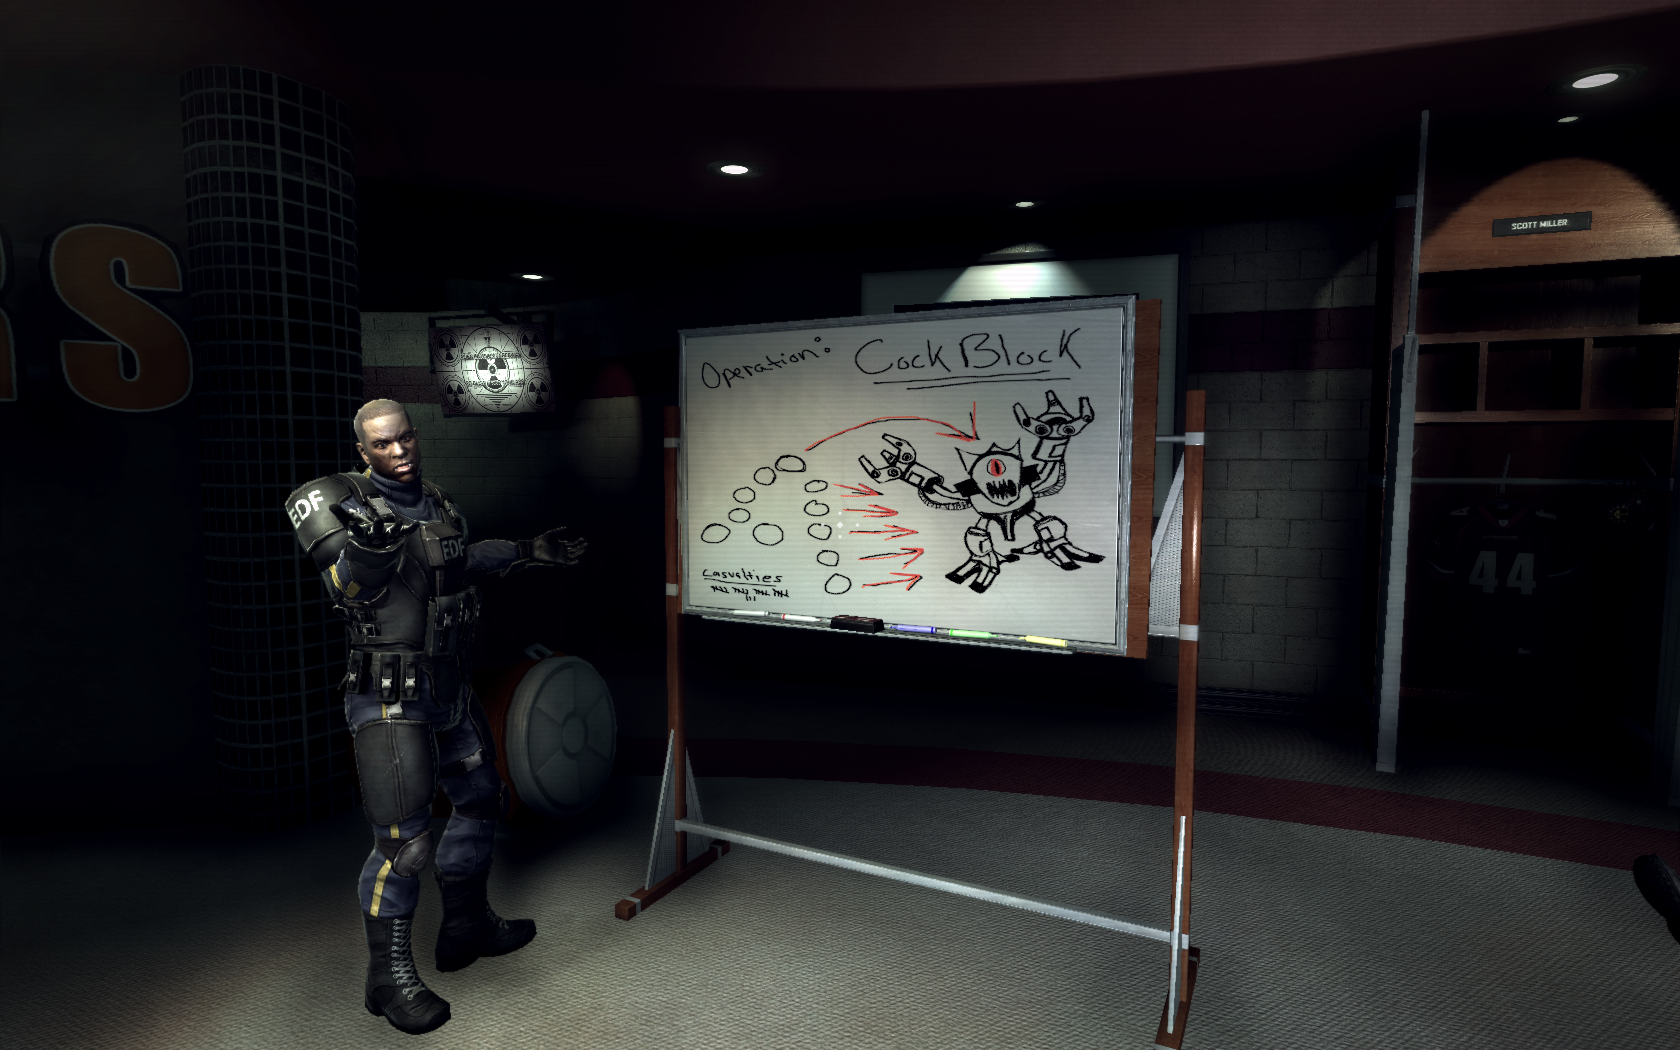 Operation: Cock Block
SCOTT MILLER
S
EDF
EDF
44
Casualties